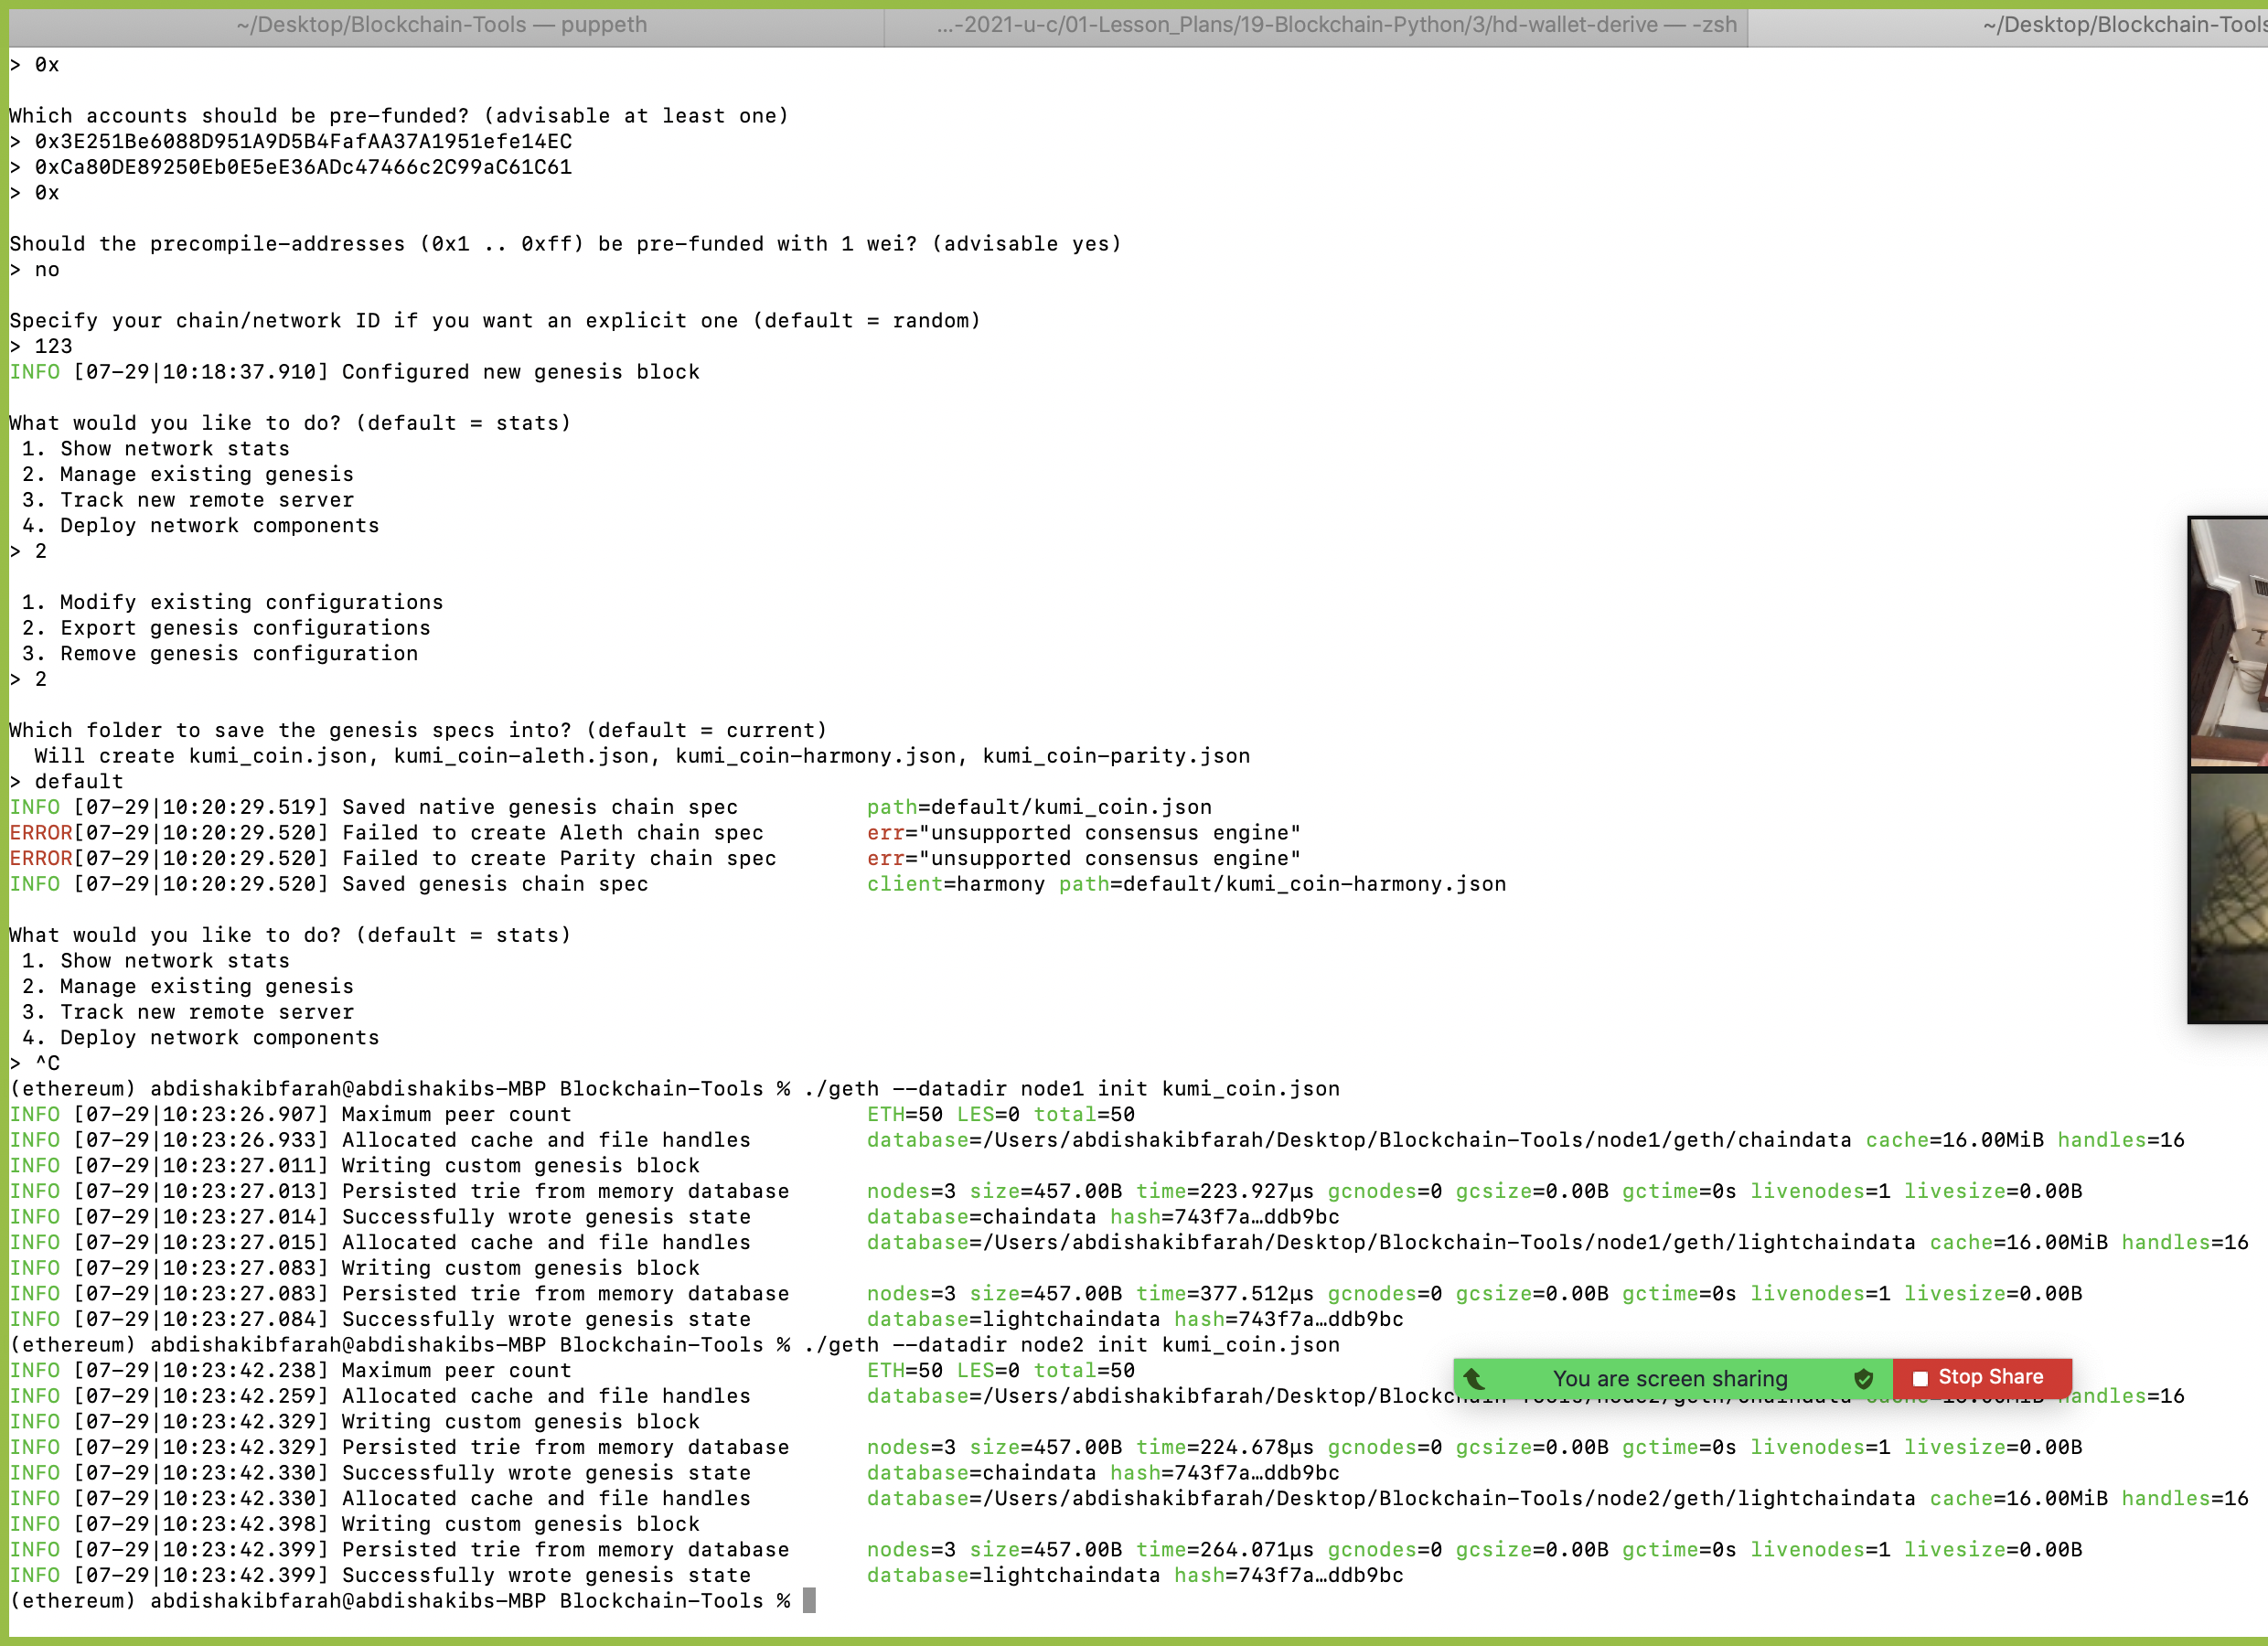 ~/Desktop/Blockchain-Tools — puppeth
...-2021-u-c/01-Lesson_Plans/19-Blockchain-Python/3/hd-wallet-derive — -zsh
~/Desktop/Blockchain-Tools
> 0x
Which accounts should be pre-funded? (advisable at least one)
> 0x3E251Be6088D951A9D5B4FafAA37A1951efe14EC
> 0xCa80DE89250Eb0E5eE36ADc47466c2C99aC61C61
> 0x
Should the precompile-addresses (0x1 .. 0xff) be pre-funded with 1 wei? (advisable yes)
> no
Specify your chain/network ID if you want an explicit one (default = random)
> 123
INFO [07-29|10:18:37.910] Configured new genesis block
What would you like to do? (default = stats)
1. Show network stats
2. Manage existing genesis
3. Track new remote server
4. Deploy network components
> 2
1. Modify existing configurations
2. Export genesis configurations
3. Remove genesis configuration
> 2
Which folder to save the genesis specs into? (default = current)
Will create kumi_coin.json, kumi_coin-aleth.json, kumi_coin-harmony.json, kumi_coin-parity.json
> default
INFO [07-29|10:20:29.519] Saved native genesis chain spec path=default/kumi_coin.json
ERROR[07-29|10:20:29.520] Failed to create Aleth chain spec err="unsupported consensus engine"
ERROR[07-29|10:20:29.520] Failed to create Parity chain spec err="unsupported consensus engine"
INFO [07-29|10:20:29.520] Saved genesis chain spec client=harmony path=default/kumi_coin-harmony.json
What would you like to do? (default = stats)
1. Show network stats
2. Manage existing genesis
3. Track new remote server
4. Deploy network components
> ^C
(ethereum) abdishakibfarah@abdishakibs-MBP Blockchain-Tools % ./geth --datadir node1 init kumi_coin.json
INFO [07-29|10:23:26.907] Maximum peer count ETH=50 LES=0 total=50
INFO [07-29|10:23:26.933] Allocated cache and file handles database=/Users/abdishakibfarah/Desktop/Blockchain-Tools/node1/geth/chaindata cache=16.00MiB handles=16
INFO [07-29|10:23:27.011] Writing custom genesis block
INFO [07-29|10:23:27.013] Persisted trie from memory database nodes=3 size=457.00B time=223.927µs gcnodes=0 gcsize=0.00B gctime=0s livenodes=1 livesize=0.00B
INFO [07-29|10:23:27.014] Successfully wrote genesis state database=chaindata hash=743f7a…ddb9bc
INFO [07-29|10:23:27.015] Allocated cache and file handles database=/Users/abdishakibfarah/Desktop/Blockchain-Tools/node1/geth/lightchaindata cache=16.00MiB handles=16
INFO [07-29|10:23:27.083] Writing custom genesis block
INFO [07-29|10:23:27.083] Persisted trie from memory database nodes=3 size=457.00B time=377.512µs gcnodes=0 gcsize=0.00B gctime=0s livenodes=1 livesize=0.00B
INFO [07-29|10:23:27.084] Successfully wrote genesis state database=lightchaindata hash=743f7a…ddb9bc
(ethereum) abdishakibfarah@abdishakibs-MBP Blockchain-Tools % ./geth --datadir node2 init kumi_coin.json
INFO [07-29|10:23:42.238] Maximum peer count ETH=50 LES=0 total=50
You are screen sharing Stop Share
INFO [07-29|10:23:42.259] Allocated cache and file handles database=/Users/abdishakibfarah/Desktop/Blockchain-Tools/node2/geth/chaindata cache=16.00MiB handles=16
INFO [07-29|10:23:42.329] Writing custom genesis block
INFO [07-29|10:23:42.329] Persisted trie from memory database nodes=3 size=457.00B time=224.678µs gcnodes=0 gcsize=0.00B gctime=0s livenodes=1 livesize=0.00B
INFO [07-29|10:23:42.330] Successfully wrote genesis state database=chaindata hash=743f7a…ddb9bc
INFO [07-29|10:23:42.330] Allocated cache and file handles database=/Users/abdishakibfarah/Desktop/Blockchain-Tools/node2/geth/lightchaindata cache=16.00MiB handles=16
INFO [07-29|10:23:42.398] Writing custom genesis block
INFO [07-29|10:23:42.399] Persisted trie from memory database nodes=3 size=457.00B time=264.071µs gcnodes=0 gcsize=0.00B gctime=0s livenodes=1 livesize=0.00B
INFO [07-29|10:23:42.399] Successfully wrote genesis state database=lightchaindata hash=743f7a…ddb9bc
(ethereum) abdishakibfarah@abdishakibs-MBP Blockchain-Tools %